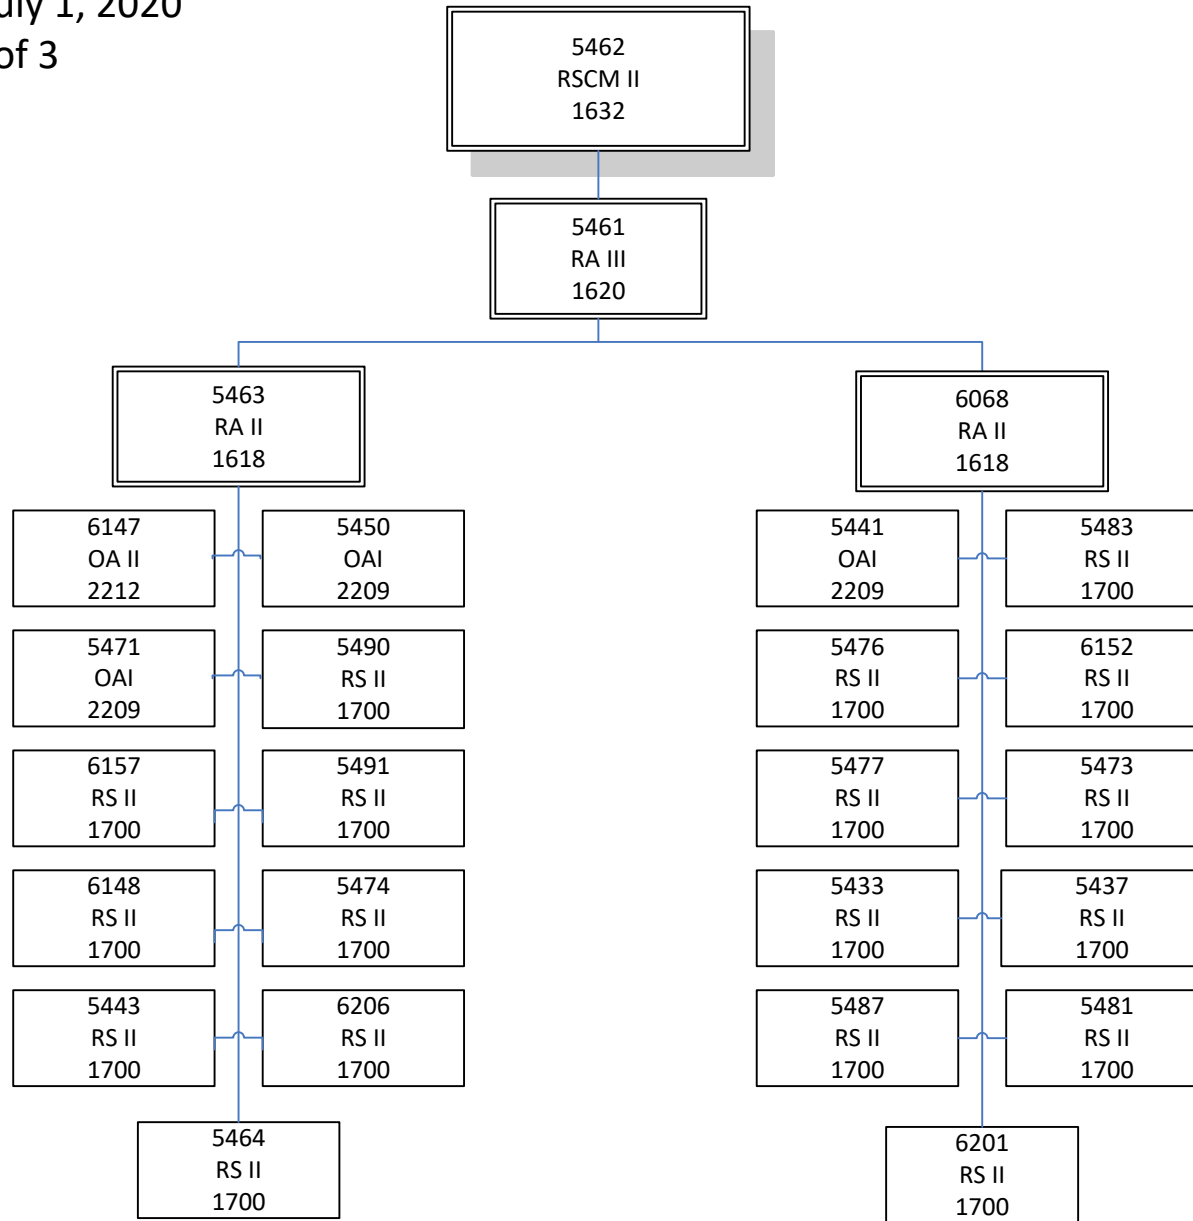 uly 1, 2020
of 3
5462
RSCM II
1632
5461
RA III
1620
5463
RA II
1618
6068
RA II
1618
6147
OA II
2212
5450
OAI
2209
5441
OAI
2209
5483
RS II
1700
5471
OAI
2209
5490
RS II
1700
5476
RS II
1700
6152
RS II
1700
6157
RS II
1700
5491
RS II
1700
5477
RS II
1700
5473
RS II
1700
6148
RS II
1700
5474
RS II
1700
5433
RS II
1700
5437
RS II
1700
5443
RS II
1700
6206
RS II
1700
5487
RS II
1700
5481
RS II
1700
5464
RS II
1700
6201
RS II
1700